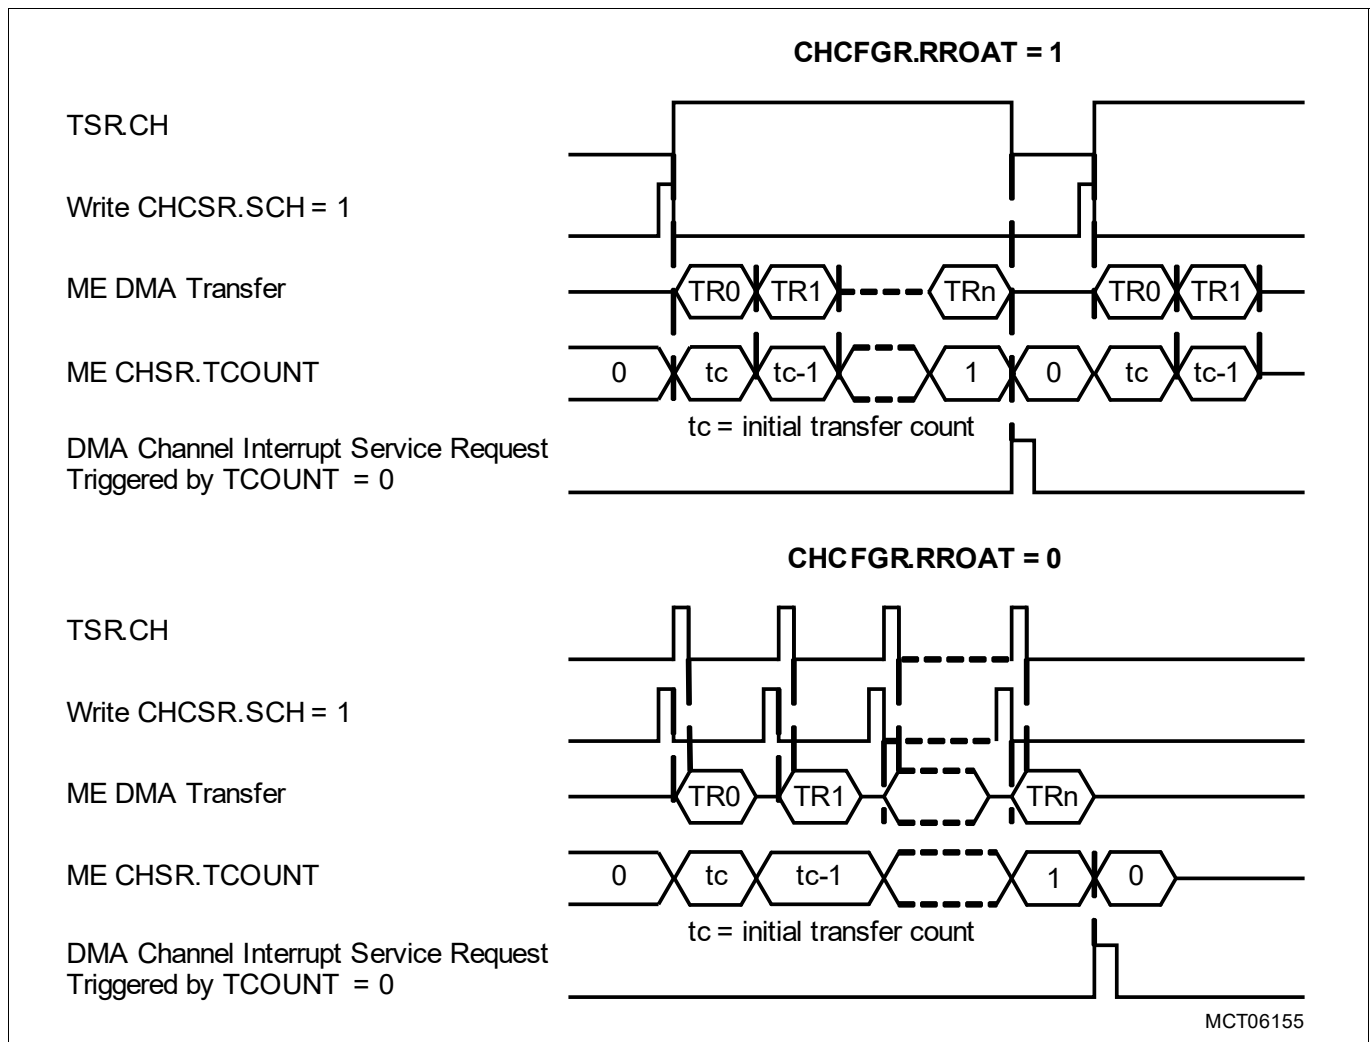 CHCFGR.RROAT = 1
TSR.CH
Write CHCSR.SCH = 1
ME DMA Transfer
TR0 TR1 TRn TR0 TR1
ME CHSR.TCOUNT
0 tc tc-1 1 0 tc tc-1
tc = initial transfer count
DMA Channel Interrupt Service Request
Triggered by TCOUNT = 0
CHCFGR.RROAT = 0
TSR.CH
Write CHCSR.SCH = 1
ME DMA Transfer
TR0 TR1 TRn
ME CHSR.TCOUNT
0 tc tc-1 1 0
tc = initial transfer count
DMA Channel Interrupt Service Request
Triggered by TCOUNT = 0
MCT06155